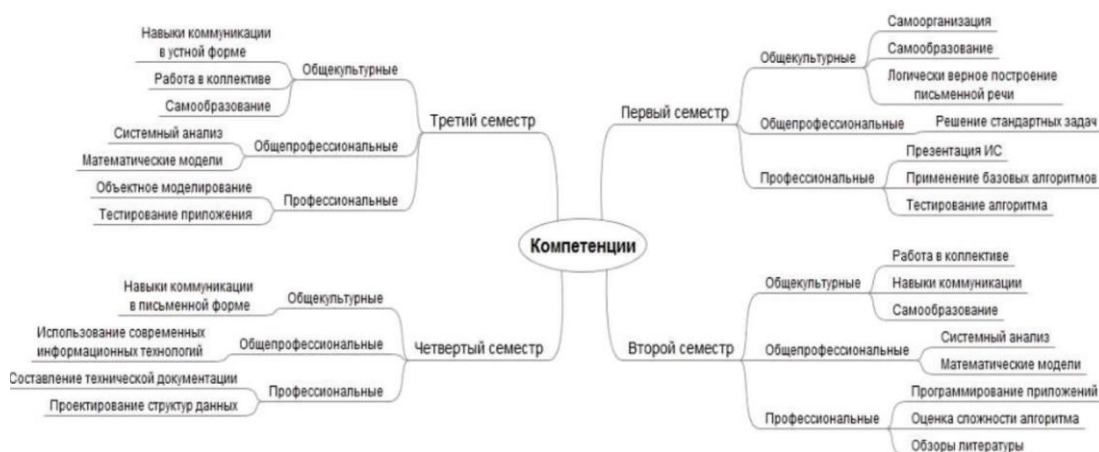 Компетенции
Первый семестр
Общекультурные
Самоорганизация
Самообразование
Логически верное построение
письменной речи
Общепрофессиональные
Решение стандартных задач
Профессиональные
Презентация ИС
Применение базовых алгоритмов
Тестирование алгоритма
Второй семестр
Общекультурные
Работа в коллективе
Навыки коммуникации
Самообразование
Общепрофессиональные
Системный анализ
Математические модели
Профессиональные
Программирование приложений
Оценка сложности алгоритма
Обзоры литературы
Третий семестр
Общекультурные
Навыки коммуникации
в устной форме
Работа в коллективе
Самообразование
Общепрофессиональные
Системный анализ
Математические модели
Профессиональные
Объектное моделирование
Тестирование приложения
Четвертый семестр
Общекультурные
Навыки коммуникации
в письменной форме
Общепрофессиональные
Использование современных
информационных технологий
Профессиональные
Составление технической документации
Проектирование структур данных